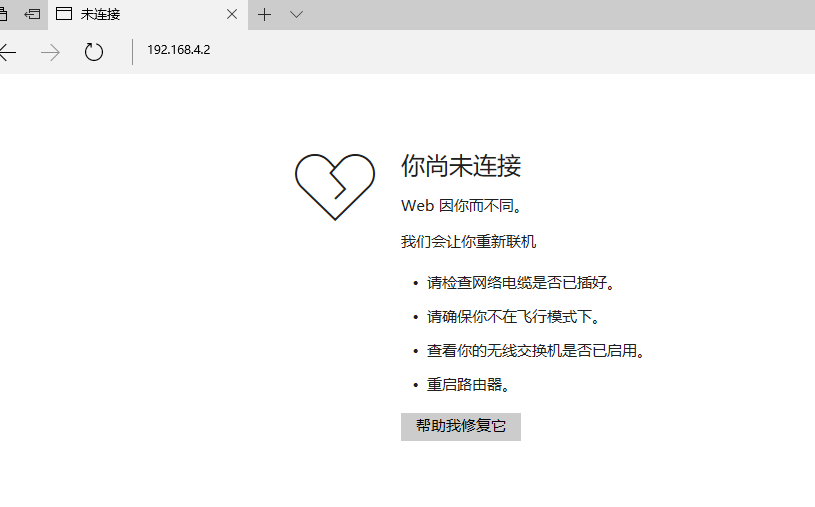 未连接
192.168.4.2
你尚未连接
Web 因你而不同。
我们会让你重新联机
• 请检查网络电缆是否已插好。
• 请确保你不在飞行模式下。
• 查看你的无线交换机是否已启用。
• 重启路由器。
帮助我修复它